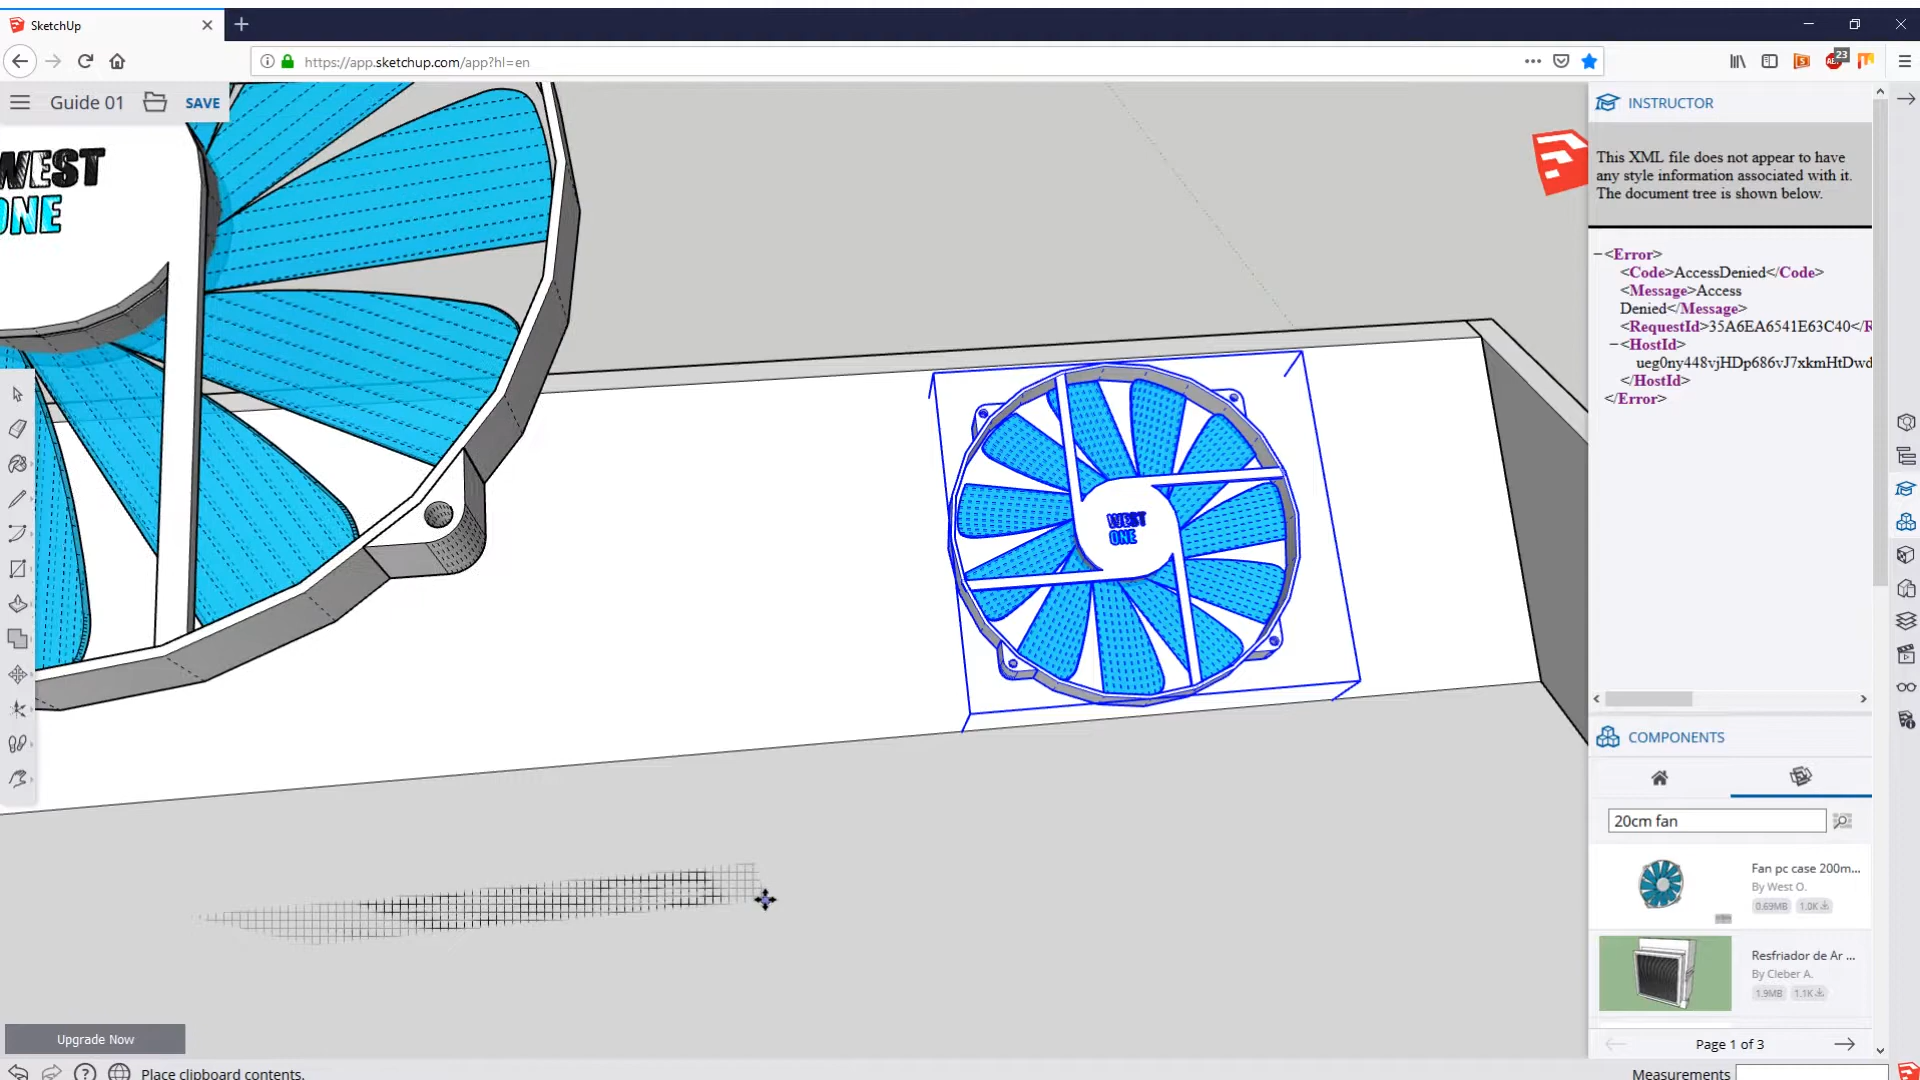 SketchUp
https://app.sketchup.com/app?hl=en
23
Guide 01
SAVE
WEST
ONE
WEST
ONE
INSTRUCTOR
This XML file does not appear to have
any style information associated with it.
The document tree is shown below.
<Error>
<Code>AccessDenied</Code>
<Message>Access
Denied</Message>
<RequestId>35A6EA6541E63C40</R
<HostId>
ueg0ny448vjHDp686vJ7xkmHtDwd
</HostId>
</Error>
COMPONENTS
20cm fan
Fan pc case 200m...
By West O.
0.69MB 1.0K
Resfriador de Ar ...
By Cleber A.
1.9MB 1.1K
Page 1 of 3
Upgrade Now
Place clipboard contents.
Measurements